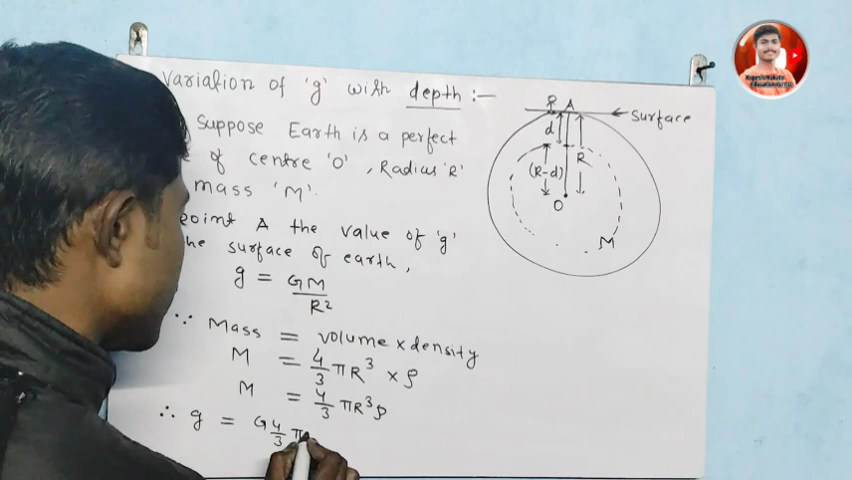 Variation of 'g' with depth :-
Suppose Earth is a perfect
of centre 'O', Radius 'R'
mass 'M'.
point A the value of 'g'
he surface of earth,
g = GM
R²
∵ Mass = volume × density
M = 4/3 πR³ × ρ
M = 4/3 πR³ρ
∴ g = G 4/3 π
A
Surface
d
R
(R-d)
O
M